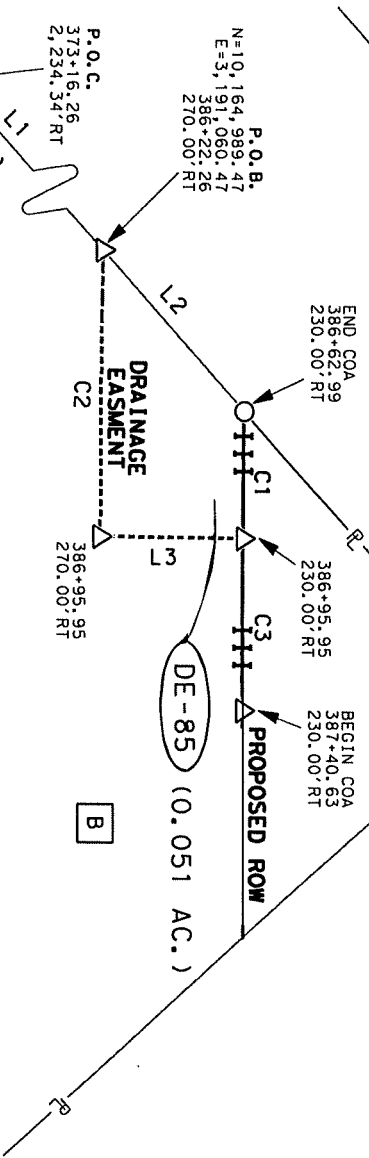 P.O.C.
373+16.26
2,234.34'RT
L1
P.O.B.
N=10,164,989.47
E=3,191,060.47
386+22.26
270.00'RT
L2
END COA
386+62.99
230.00'RT
PL
C1
386+95.95
230.00'RT
C3
BEGIN COA
387+40.63
230.00'RT
PROPOSED ROW
DRAINAGE
EASMENT
C2
L3
386+95.95
270.00'RT
DE-85 (0.051 AC.)
B
PL